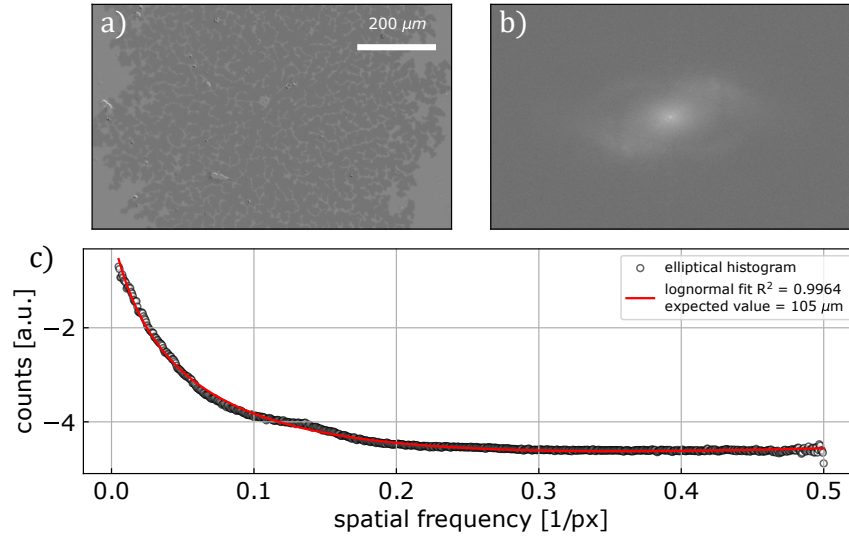 a)
200 μm
b)
c)
elliptical histogram
lognormal fit R² = 0.9964
expected value = 105 μm
counts [a.u.]
−2
−4
0.0 0.1 0.2 0.3 0.4 0.5
spatial frequency [1/px]